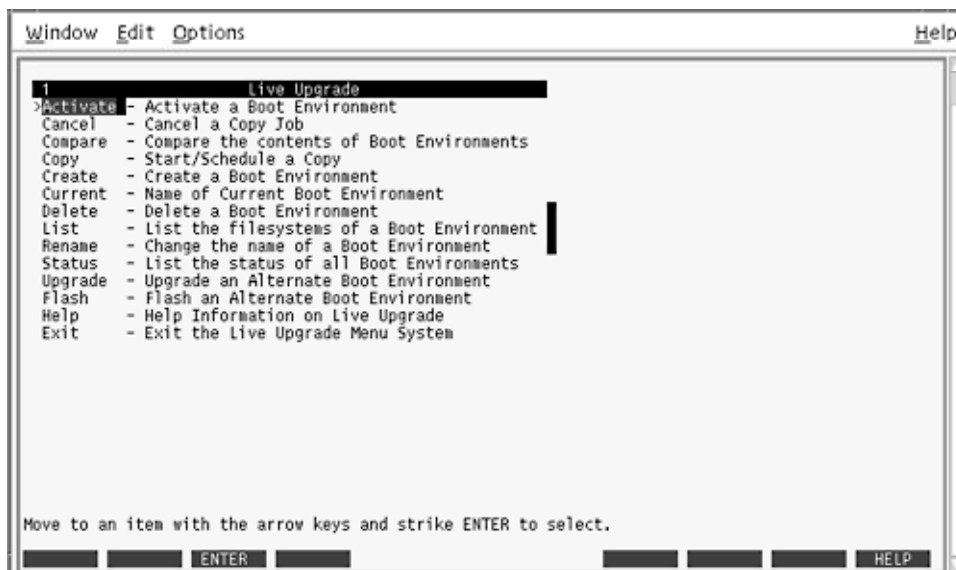 Window Edit Options Help
1 Live Upgrade
>Activate - Activate a Boot Environment
Cancel - Cancel a Copy Job
Compare - Compare the contents of Boot Environments
Copy - Start/Schedule a Copy
Create - Create a Boot Environment
Current - Name of Current Boot Environment
Delete - Delete a Boot Environment
List - List the filesystems of a Boot Environment
Rename - Change the name of a Boot Environment
Status - List the status of all Boot Environments
Upgrade - Upgrade an Alternate Boot Environment
Flash - Flash an Alternate Boot Environment
Help - Help Information on Live Upgrade
Exit - Exit the Live Upgrade Menu System
Move to an item with the arrow keys and strike ENTER to select.
ENTER HELP